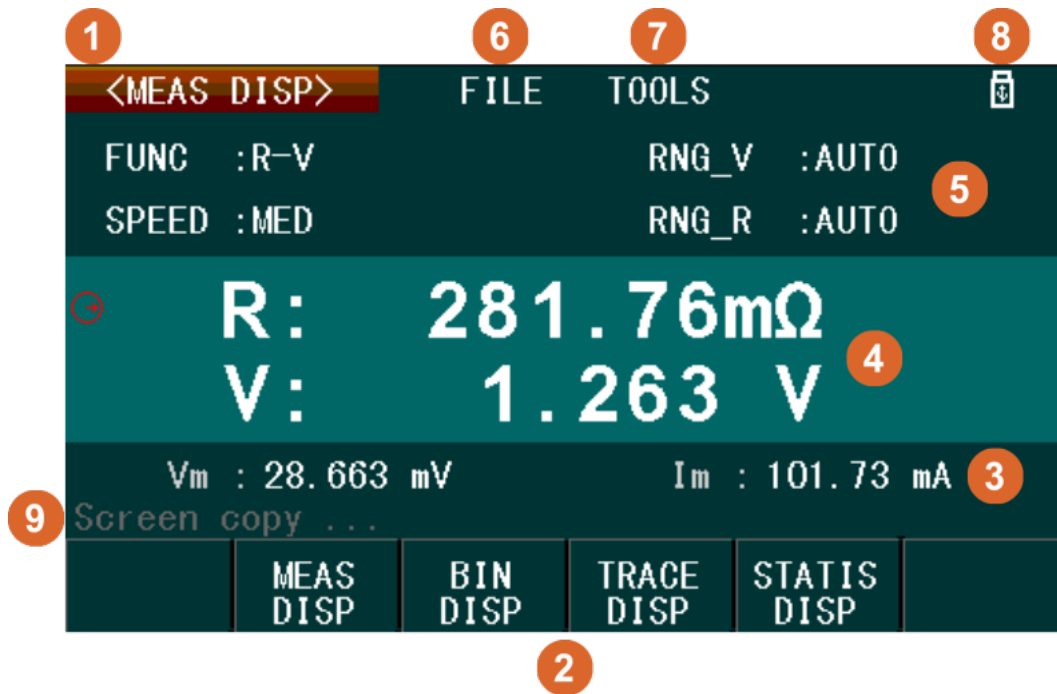 1 6 7 8
<MEAS DISP> FILE TOOLS
FUNC :R-V RNG_V :AUTO
5
SPEED :MED RNG_R :AUTO
R: 281.76mΩ
4
V: 1.263 V
Vm : 28.663 mV Im : 101.73 mA 3
9 Screen copy ...
MEAS BIN TRACE STATIS
DISP DISP DISP DISP
2